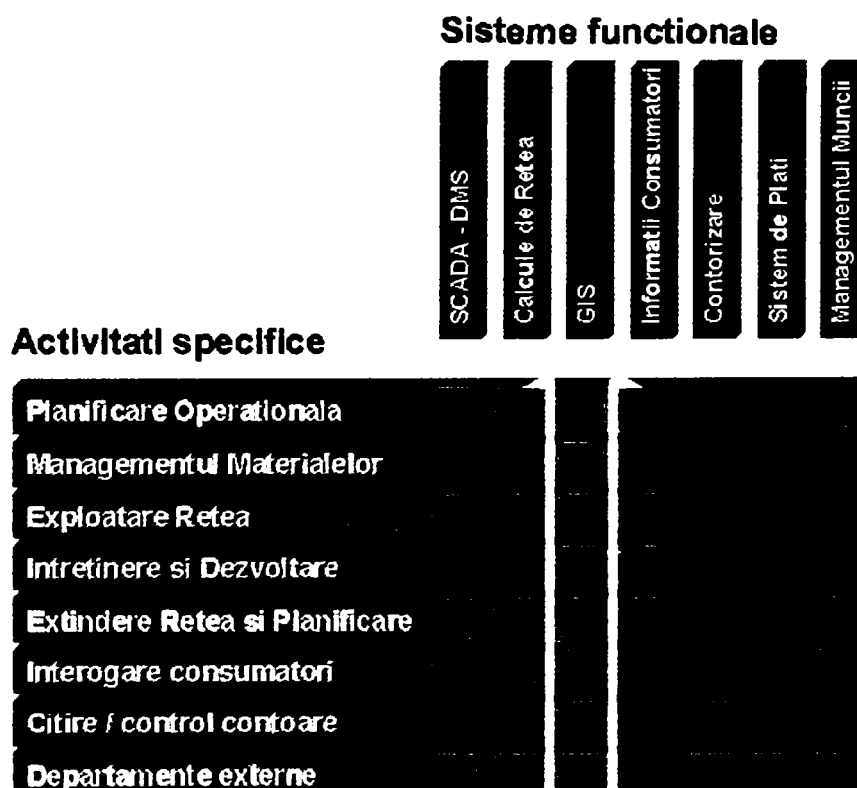 Sisteme functionale
SCADA - DMS
Calcule de Retea
GIS
Informatii Consumatori
Contorizare
Sistem de Plati
Managementul Muncii
Activitati specifice
Planificare Operationala
Managementul Materialelor
Exploatare Retea
Intretinere si Dezvoltare
Extindere Retea si Planificare
Interogare consumatori
Citire / control contoare
Departamente externe